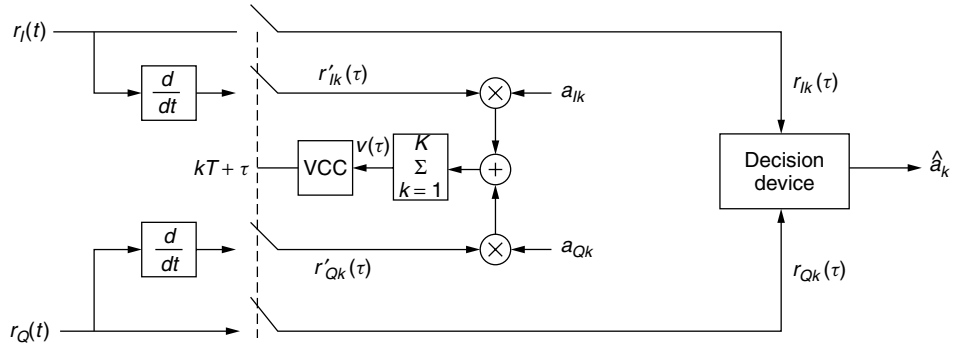 r_I(t)
d
dt
r'_Ik(τ)
×
a_Ik
r_Ik(τ)
kT + τ
VCC
v(τ)
K
Σ
k = 1
+
Decision
device
â_k
d
dt
r'_Qk(τ)
×
a_Qk
r_Qk(τ)
r_Q(t)